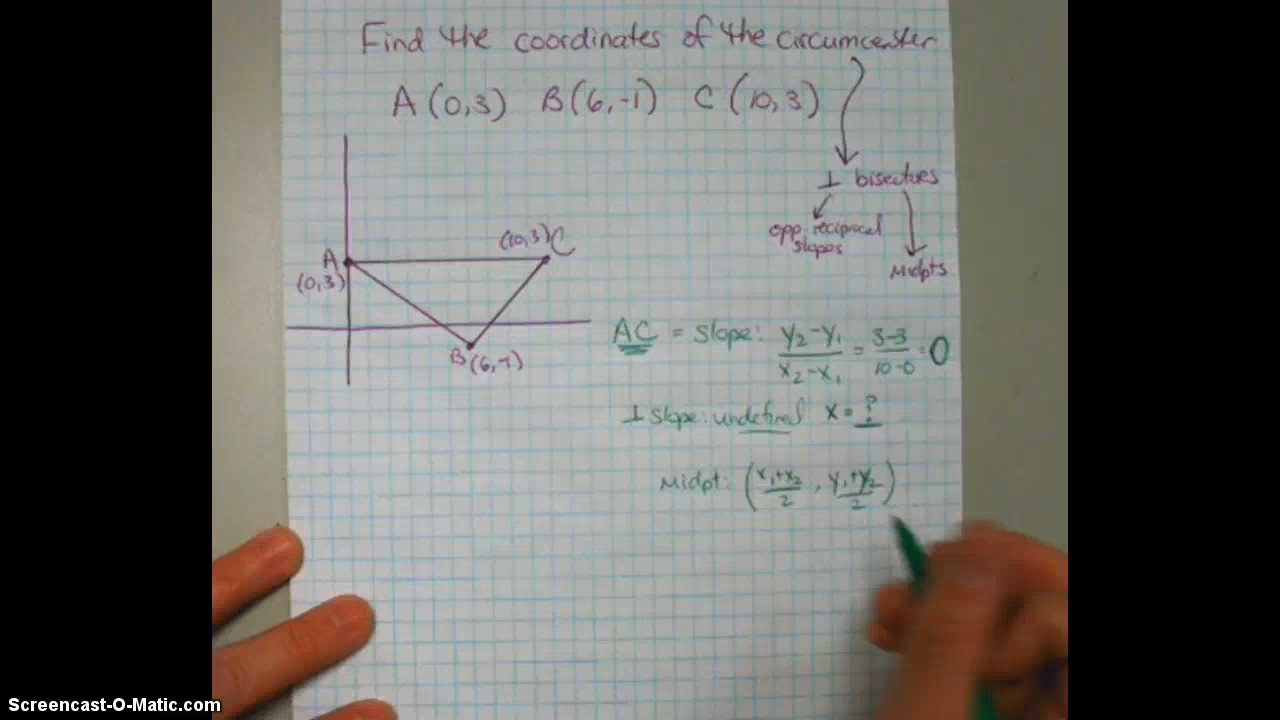 Find the coordinates of the circumcenter
A (0,3) B(6,-1) C (10,3)
⊥ bisectors
opp. reciprocal
slopes
Midpts
(10,3) C
A
(0,3)
B (6,-1)
AC = Slope: y₂-y₁/x₂-x₁ = 3-3/10-0 = 0
⊥ Slope: undefined x = ?
Midpt: (x₁+x₂/2, y₁+y₂/2)
Screencast-O-Matic.com